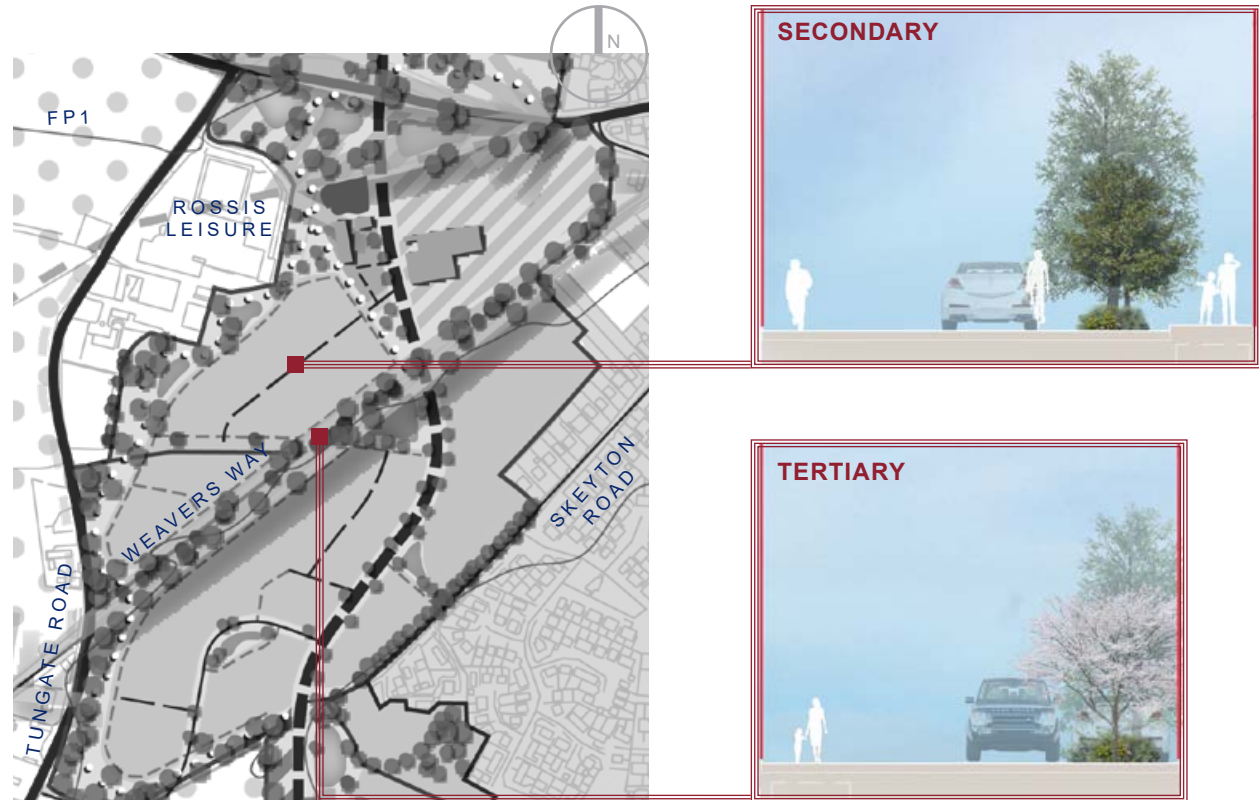 N
SECONDARY
FP1
ROSSIS
LEISURE
WEAVERS WAY
SKEYTON
ROAD
TUNGATE ROAD
TERTIARY